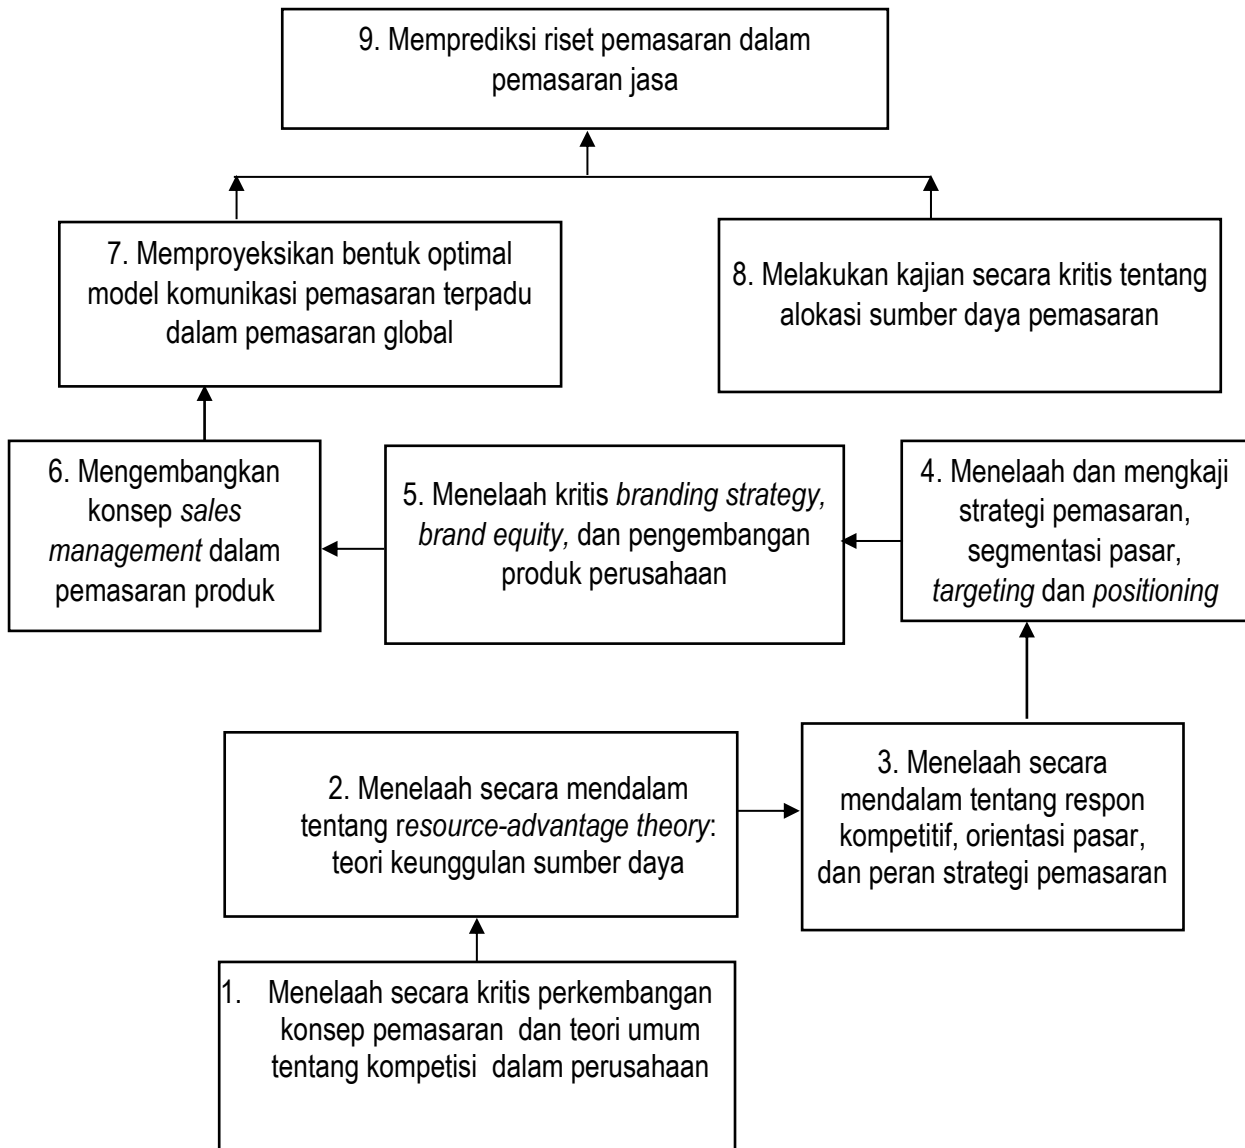 9. Memprediksi riset pemasaran dalam
pemasaran jasa
7. Memproyeksikan bentuk optimal
model komunikasi pemasaran terpadu
dalam pemasaran global
8. Melakukan kajian secara kritis tentang
alokasi sumber daya pemasaran
6. Mengembangkan
konsep sales
management dalam
pemasaran produk
5. Menelaah kritis branding strategy,
brand equity, dan pengembangan
produk perusahaan
4. Menelaah dan mengkaji
strategi pemasaran,
segmentasi pasar,
targeting dan positioning
2. Menelaah secara mendalam
tentang resource-advantage theory:
teori keunggulan sumber daya
3. Menelaah secara
mendalam tentang respon
kompetitif, orientasi pasar,
dan peran strategi pemasaran
1. Menelaah secara kritis perkembangan
konsep pemasaran dan teori umum
tentang kompetisi dalam perusahaan